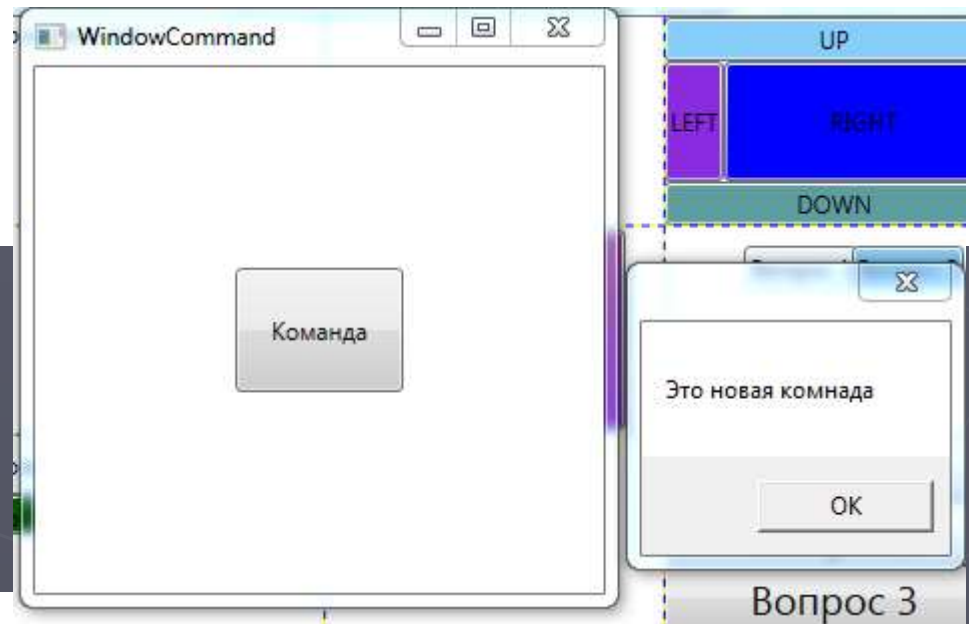 WindowCommand
Команда
UP
LEFT
RIGHT
DOWN
Это новая комнада
OK
Вопрос 3